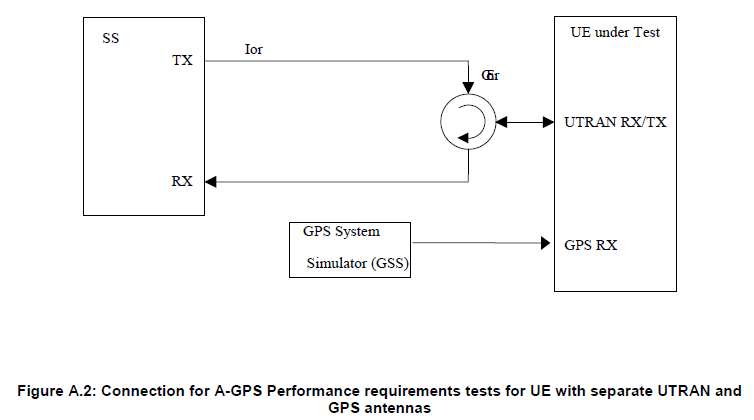 SS
TX
Ior
UE under Test
UTRAN RX/TX
RX
GPS System
Simulator (GSS)
GPS RX
Figure A.2: Connection for A-GPS Performance requirements tests for UE with separate UTRAN and
GPS antennas